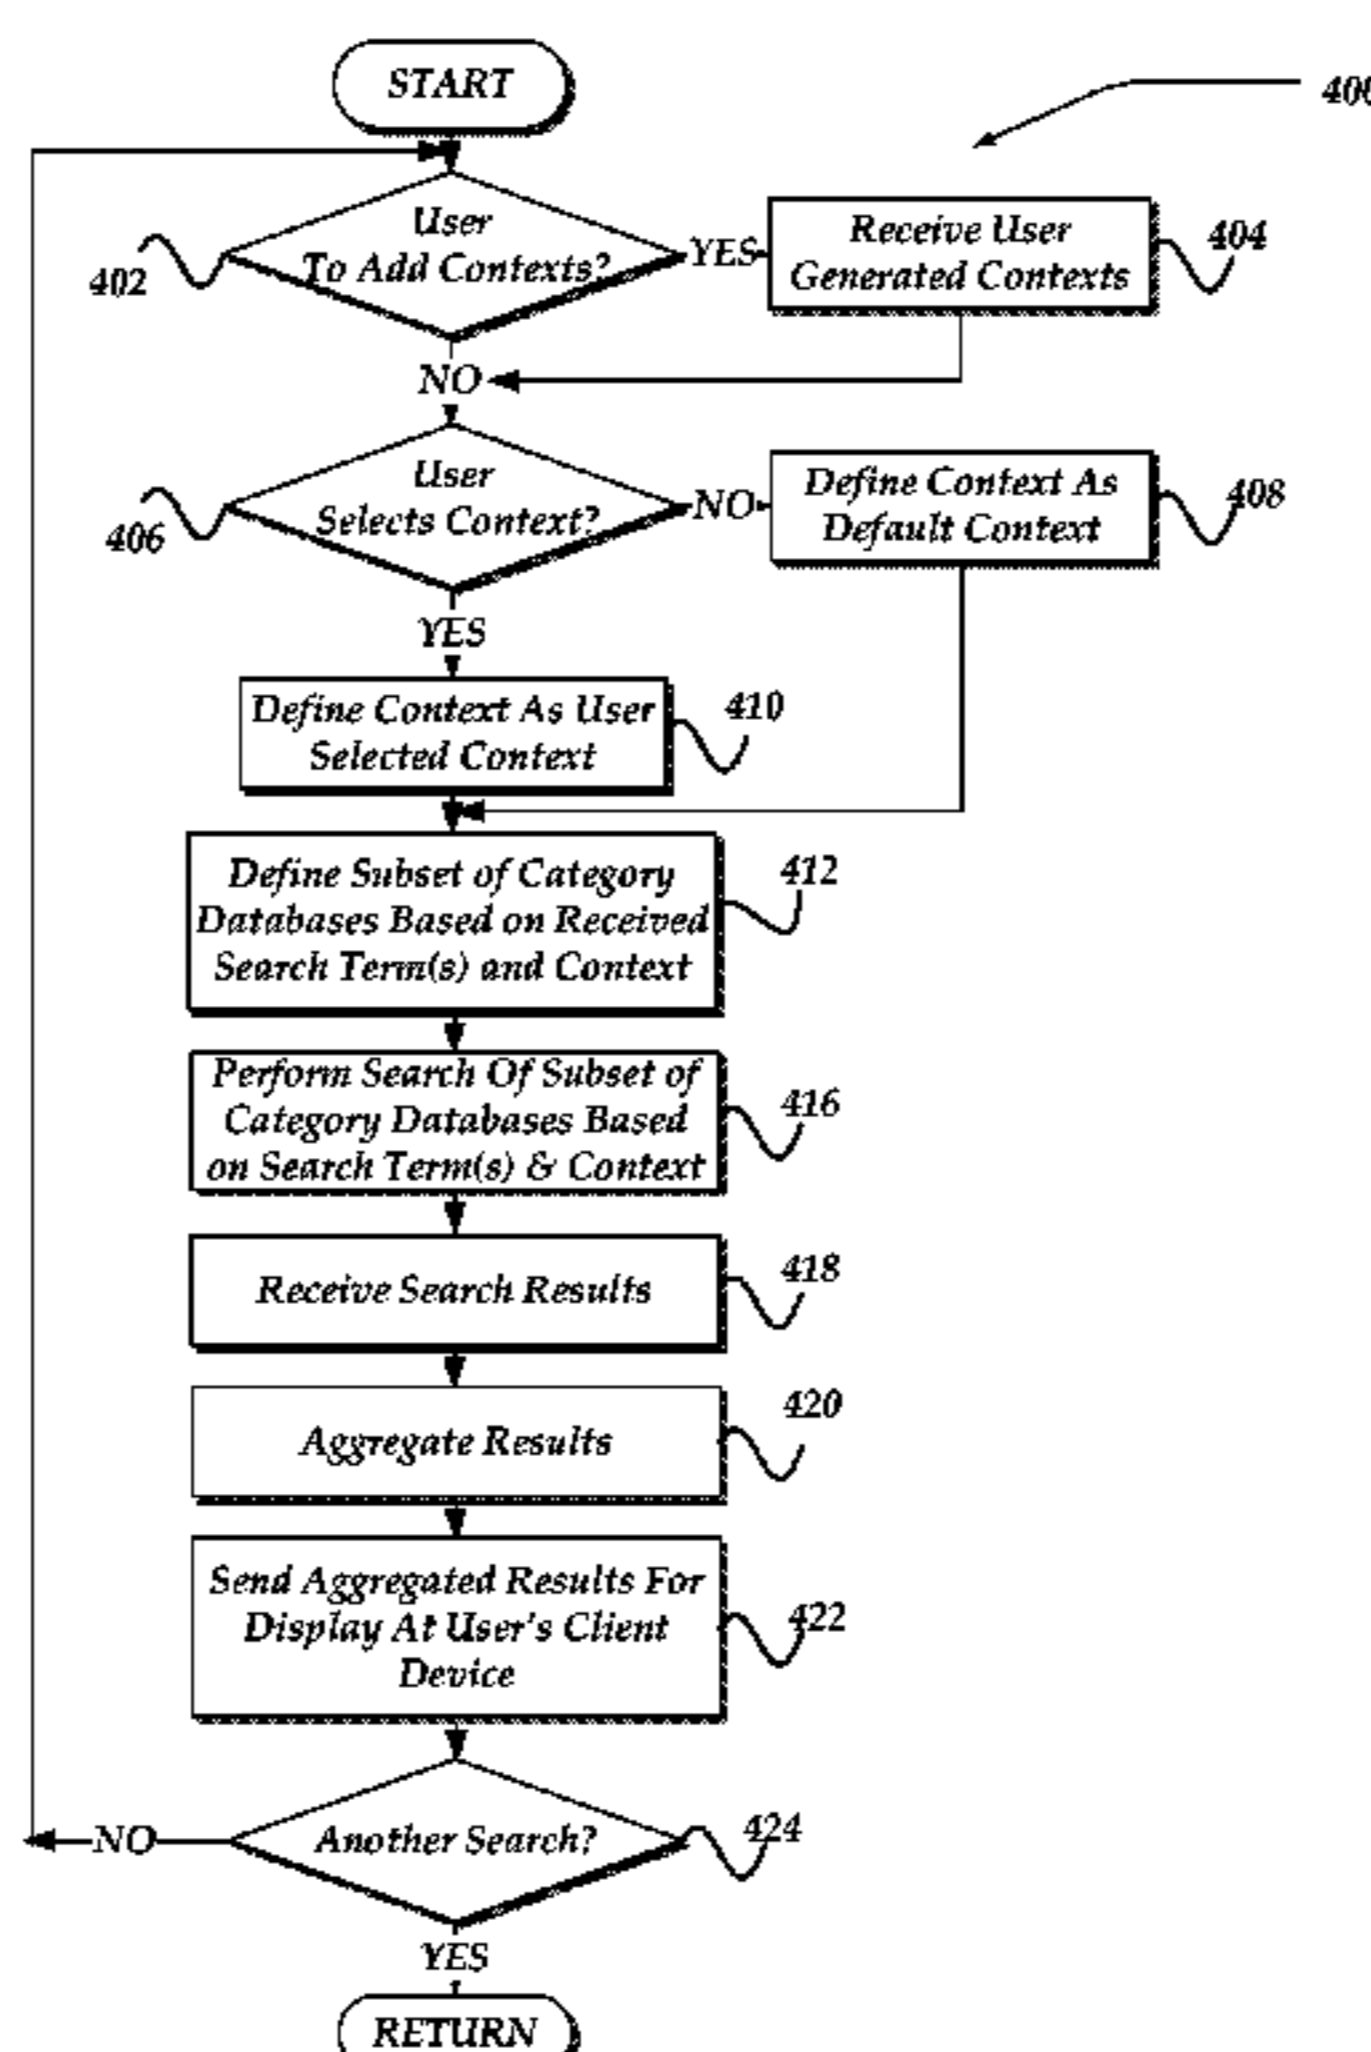 START
400
User
To Add Contexts?
402
YES
Receive User
Generated Contexts
404
NO
User
Selects Context?
406
NO
Define Context As
Default Context
408
YES
Define Context As User
Selected Context
410
Define Subset of Category
Databases Based on Received
Search Term(s) and Context
412
Perform Search Of Subset of
Category Databases Based
on Search Term(s) & Context
416
Receive Search Results
418
Aggregate Results
420
Send Aggregated Results For
Display At User's Client
Device
422
Another Search?
424
NO
YES
RETURN